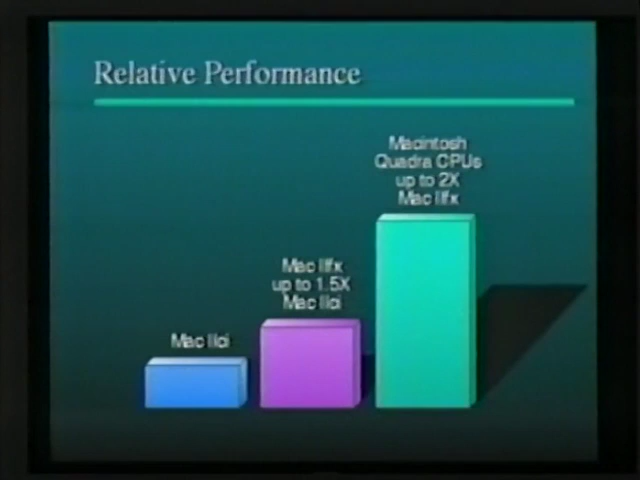 Relative Performance
Macintosh
Quadra CPUs
up to 2X
Mac IIfx
Mac IIfx
up to 1.5X
Mac IIci
Mac IIci